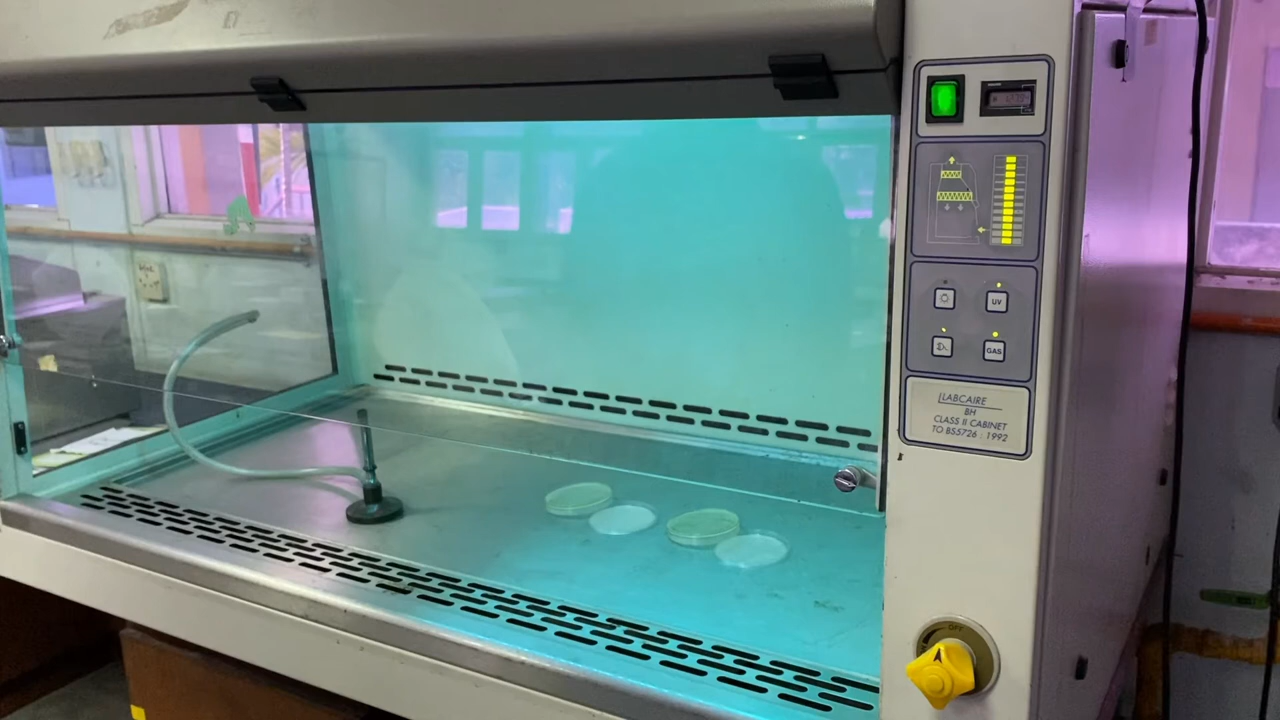 UV
GAS
LABCAIRE
BH
CLASS II CABINET
TO BS5726 : 1992
OFF